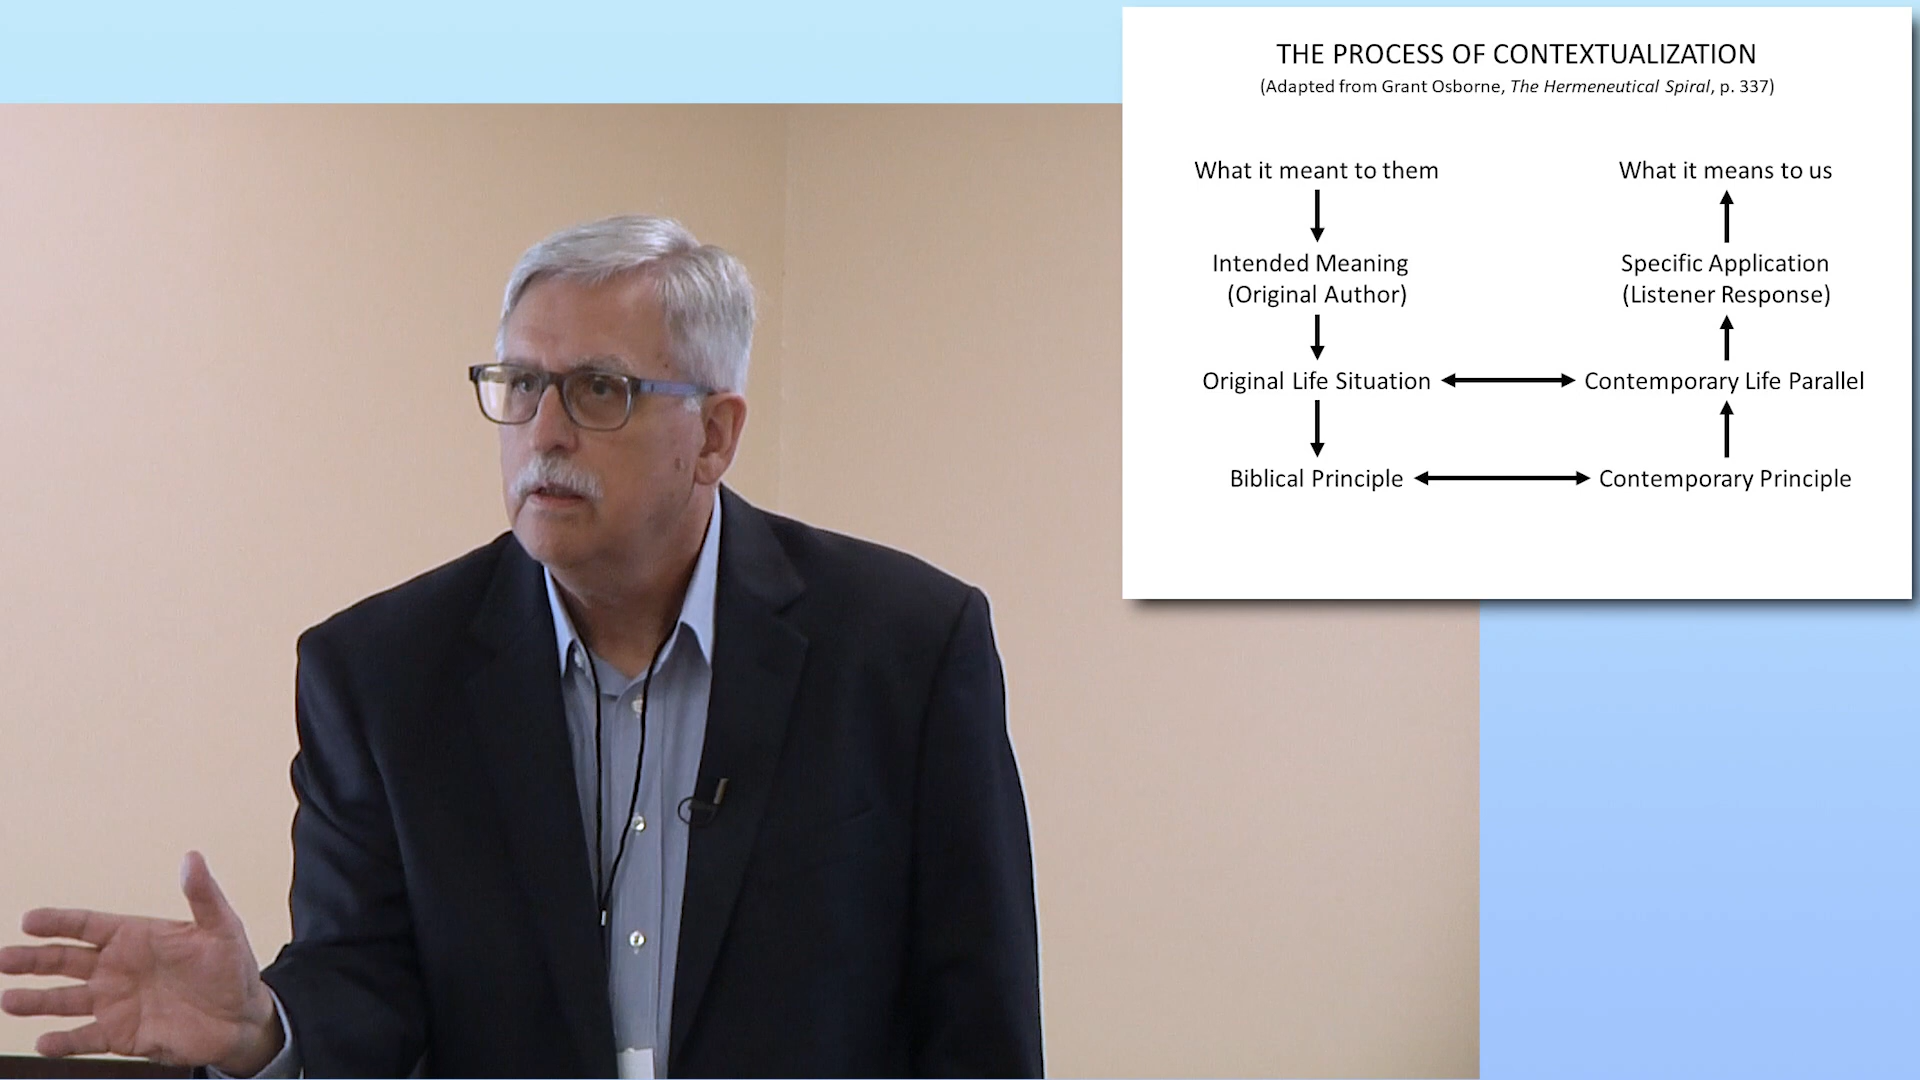 THE PROCESS OF CONTEXTUALIZATION
(Adapted from Grant Osborne, The Hermeneutical Spiral, p. 337)
What it meant to them
Intended Meaning
(Original Author)
Original Life Situation
Biblical Principle
What it means to us
Specific Application
(Listener Response)
Contemporary Life Parallel
Contemporary Principle